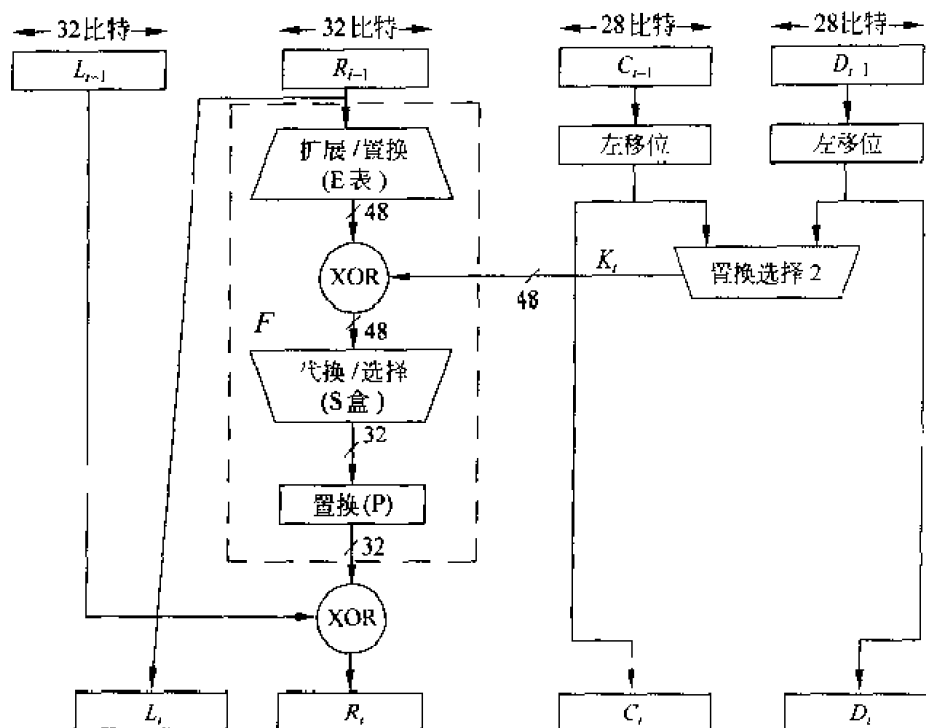 32比特 32比特 28比特 28比特
L_{i-1} R_{i-1} C_{i-1} D_{i-1}
扩展/置换
(E表)
左移位 左移位
48
XOR K_i 48 置换选择2
F 48
代换/选择
(S盒)
32
置换(P)
32
XOR
L_i R_i C_i D_i